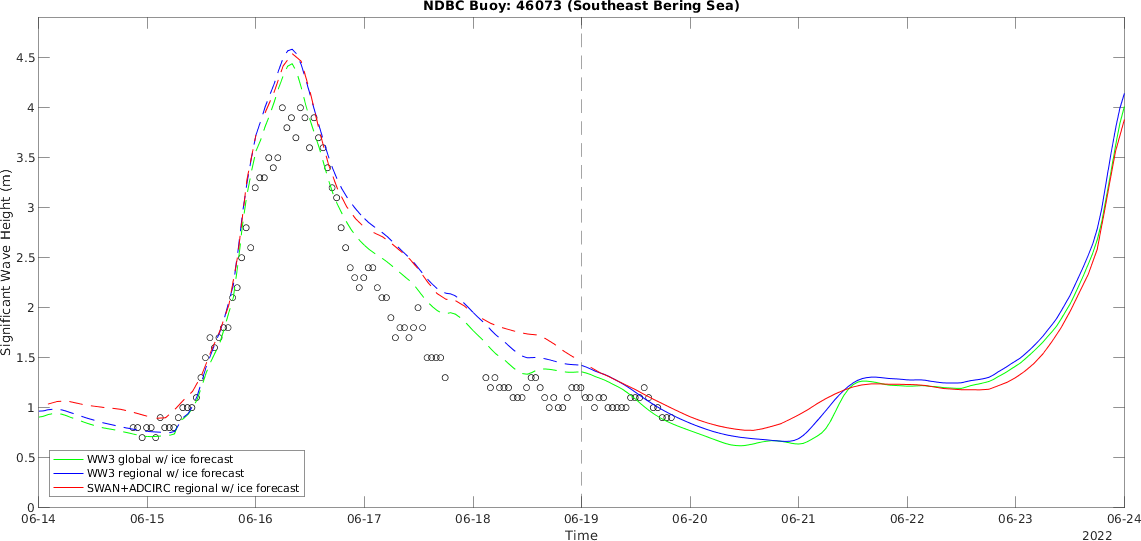 NDBC Buoy: 46073 (Southeast Bering Sea)
Significant Wave Height (m)
4.5
4
3.5
3
2.5
2
1.5
1
0.5
0
WW3 global w/ ice forecast
WW3 regional w/ ice forecast
SWAN+ADCIRC regional w/ ice forecast
06-14 06-15 06-16 06-17 06-18 06-19 06-20 06-21 06-22 06-23 06-24
Time
2022